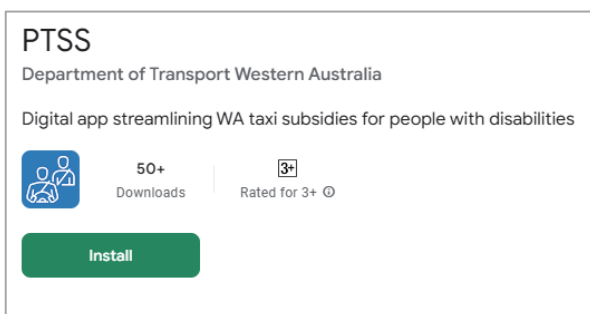 PTSS
Department of Transport Western Australia
Digital app streamlining WA taxi subsidies for people with disabilities
50+
Downloads
3+
Rated for 3+
Install